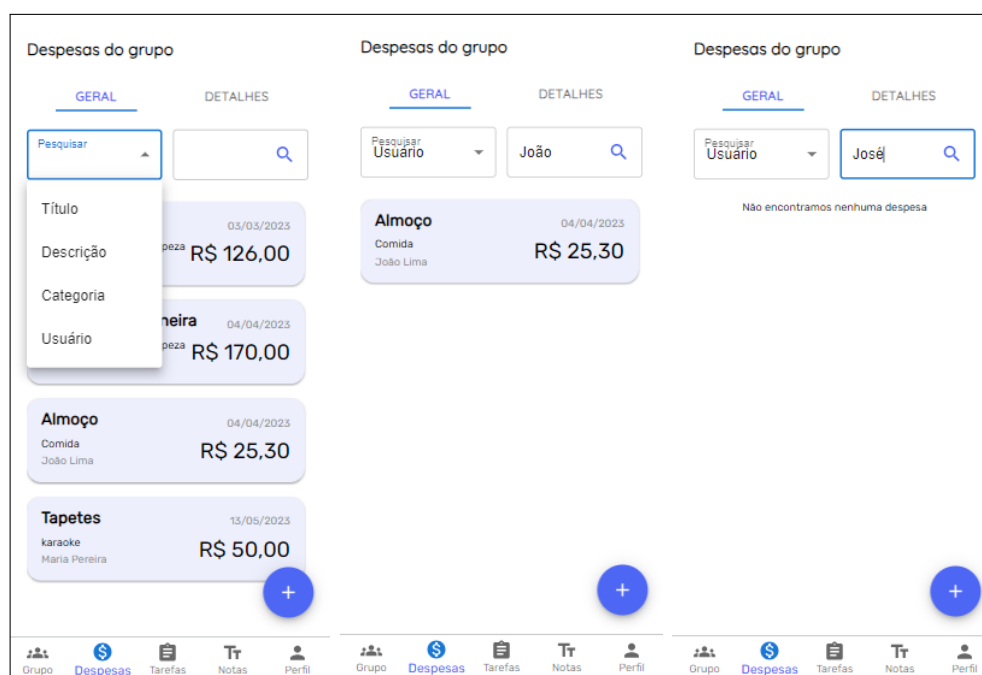 Despesas do grupo
GERAL DETALHES
Pesquisar
Título
Descrição
Categoria
Usuário
03/03/2023
R$ 126,00
04/04/2023
R$ 170,00
Almoço 04/04/2023
Comida
João Lima
R$ 25,30
Tapetes 13/05/2023
karaoke
Maria Pereira
R$ 50,00
+
Grupo Despesas Tarefas Notas Perfil
Despesas do grupo
GERAL DETALHES
Pesquisar
Usuário João
Almoço 04/04/2023
Comida
João Lima
R$ 25,30
+
Grupo Despesas Tarefas Notas Perfil
Despesas do grupo
GERAL DETALHES
Pesquisar
Usuário José
Não encontramos nenhuma despesa
+
Grupo Despesas Tarefas Notas Perfil